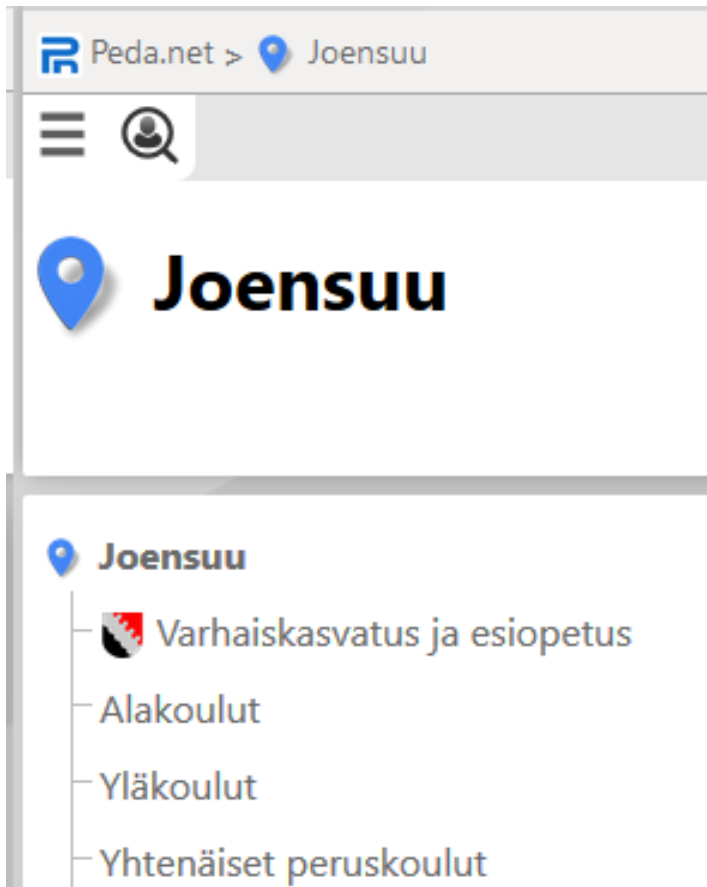 Peda.net > Joensuu
Joensuu
Joensuu
Varhaiskasvatus ja esiopetus
Alakoulut
Yläkoulut
Yhtenäiset peruskoulut